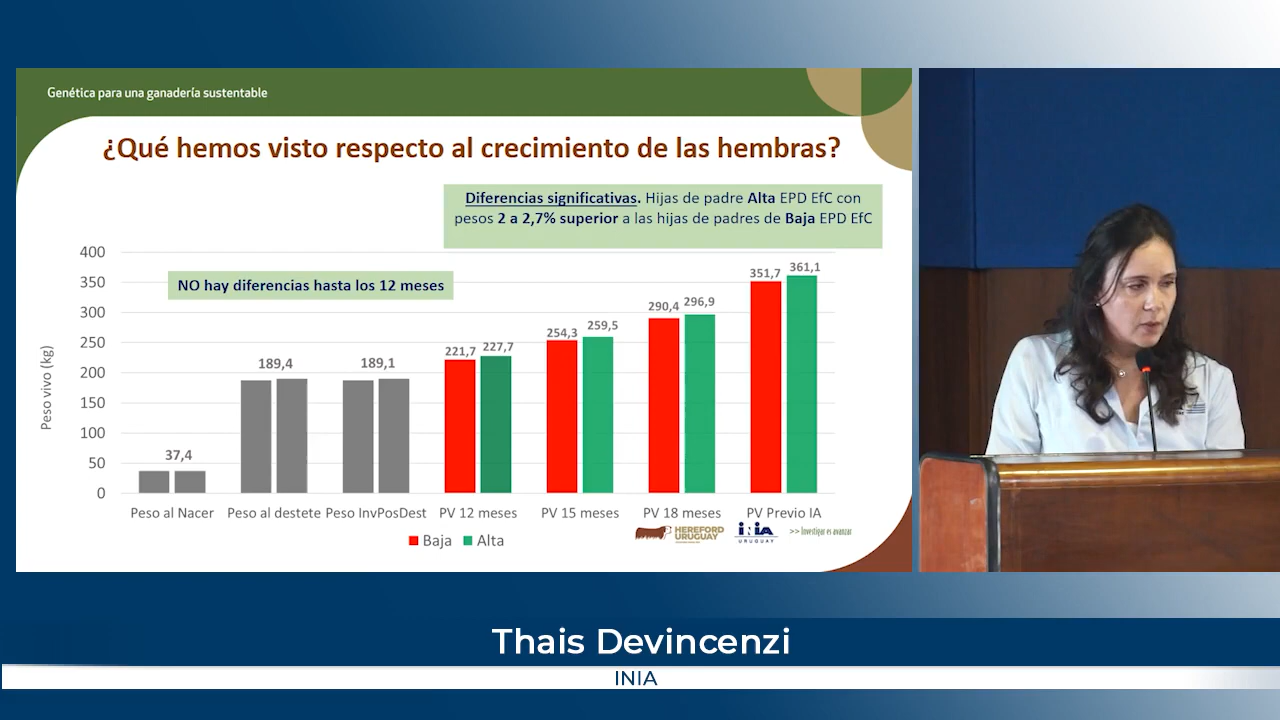 Genética para una ganadería sustentable
¿Qué hemos visto respecto al crecimiento de las hembras?
Diferencias significativas. Hijas de padre Alta EPD EfC con
pesos 2 a 2,7% superior a las hijas de padres de Baja EPD EfC
NO hay diferencias hasta los 12 meses
Peso vivo (kg)
400
350
300
250
200
150
100
50
0
37,4
189,4
189,1
221,7
227,7
254,3
259,5
290,4
296,9
351,7
361,1
Peso al Nacer
Peso al destete
Peso InvPosDest
PV 12 meses
PV 15 meses
PV 18 meses
PV Previo IA
Baja
Alta
HEREFORD
URUGUAY
INIA
URUGUAY
>> Investigar es avanzar
Thais Devincenzi
INIA